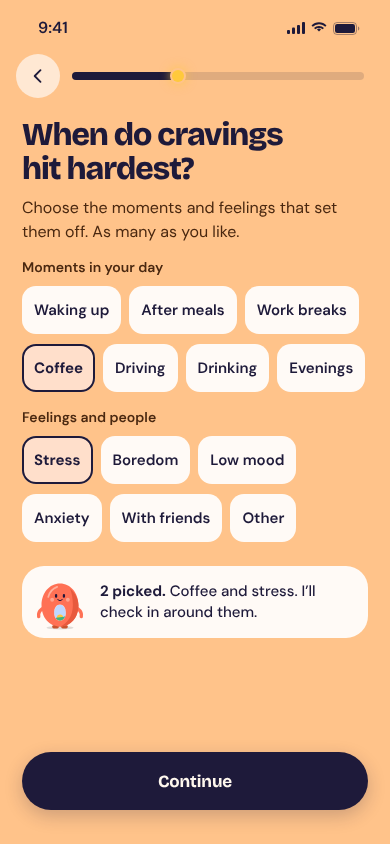 9:41
When do cravings
hit hardest?
Choose the moments and feelings that set
them off. As many as you like.
Moments in your day
Waking up After meals Work breaks
Coffee Driving Drinking Evenings
Feelings and people
Stress Boredom Low mood
Anxiety With friends Other
2 picked. Coffee and stress. I’ll
check in around them.
Continue